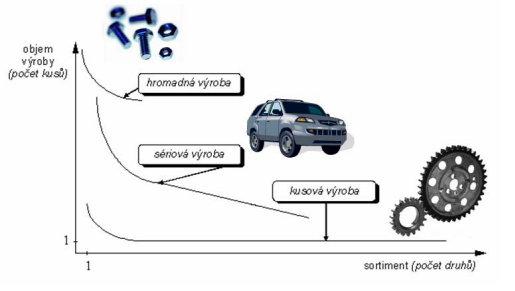 objem
výroby
(počet kusů)
hromadná výroba
sériová výroba
kusová výroba
1
1
sortiment (počet druhů)